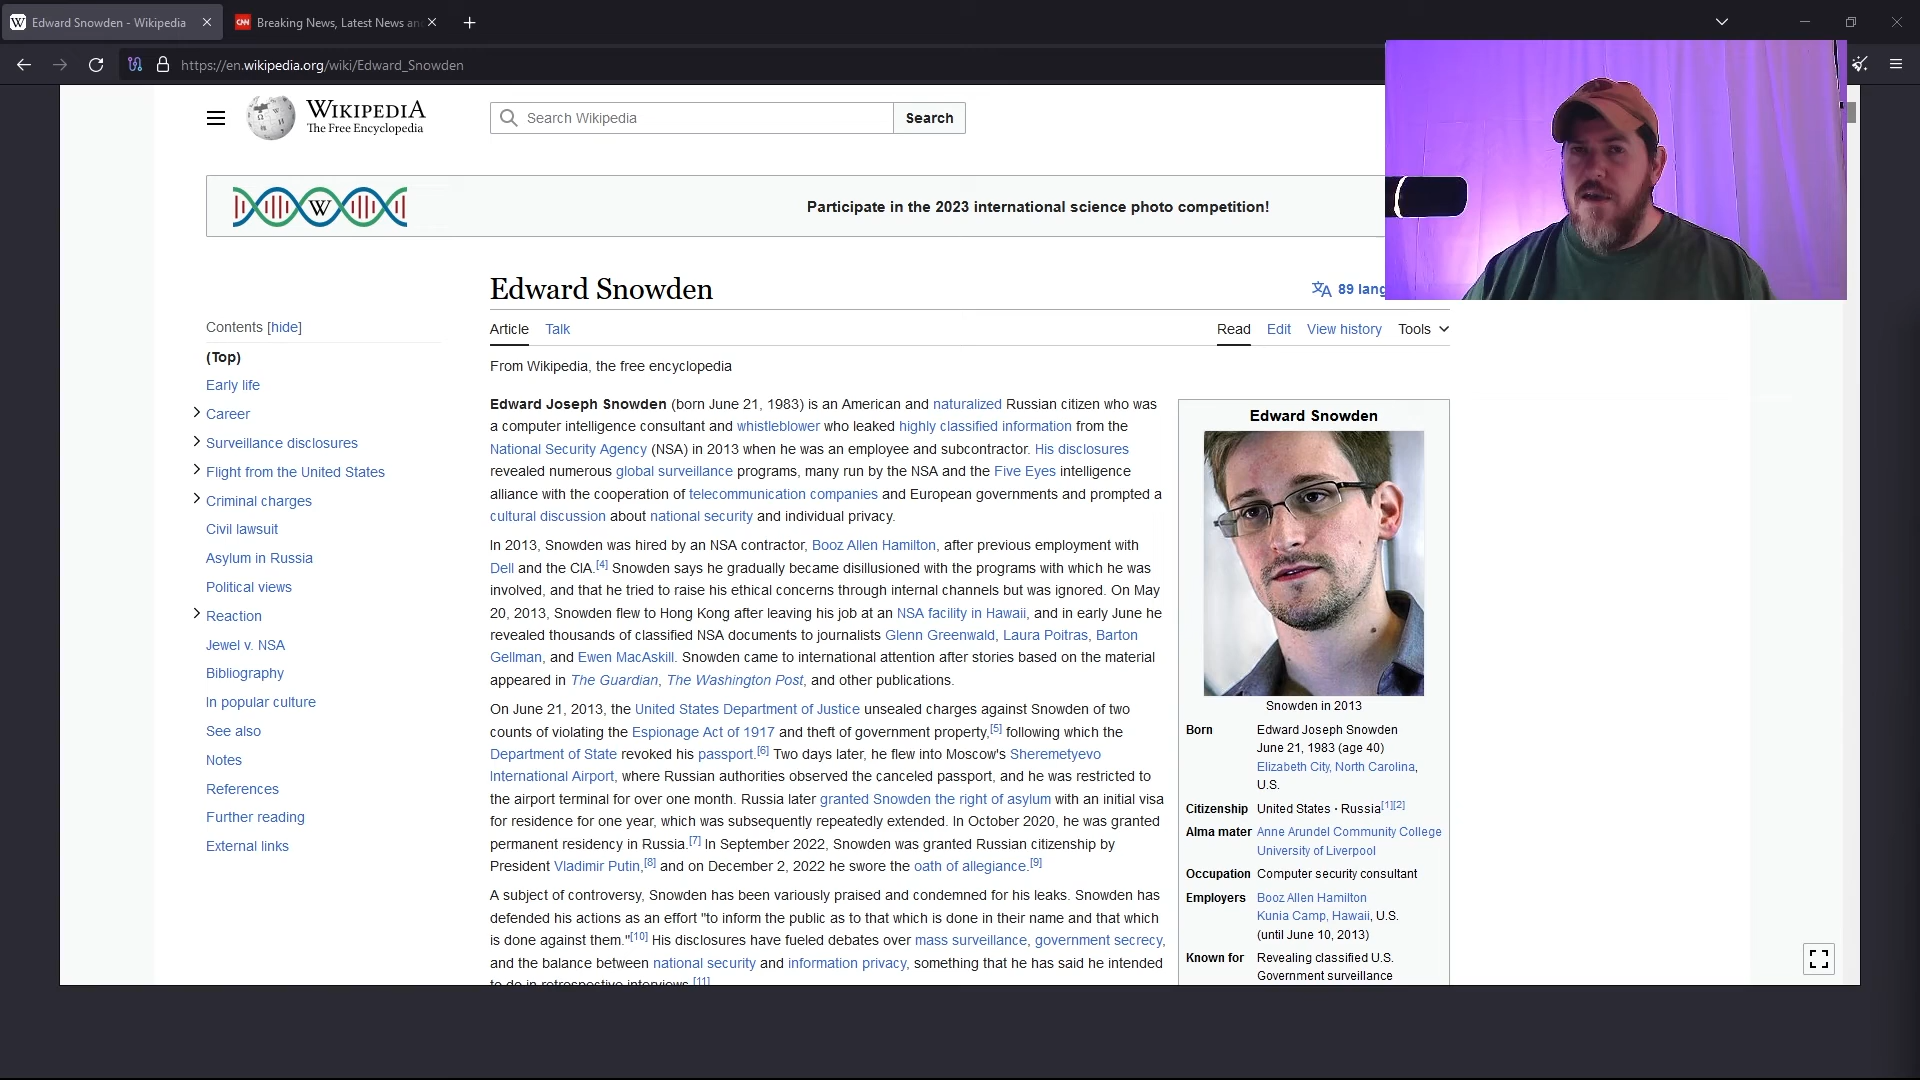 Edward Snowden - Wikipedia
CNN
Breaking News, Latest News an
https://en.wikipedia.org/wiki/Edward_Snowden
WIKIPEDIA
The Free Encyclopedia
Search Wikipedia
Search
W
Participate in the 2023 international science photo competition!
Edward Snowden
89 lang
Article
Talk
Read
Edit
View history
Tools
Contents [hide]
(Top)
Early life
Career
Surveillance disclosures
Flight from the United States
Criminal charges
Civil lawsuit
Asylum in Russia
Political views
Reaction
Jewel v. NSA
Bibliography
In popular culture
See also
Notes
References
Further reading
External links
From Wikipedia, the free encyclopedia
Edward Joseph Snowden (born June 21, 1983) is an American and naturalized Russian citizen who was
a computer intelligence consultant and whistleblower who leaked highly classified information from the
National Security Agency (NSA) in 2013 when he was an employee and subcontractor. His disclosures
revealed numerous global surveillance programs, many run by the NSA and the Five Eyes intelligence
alliance with the cooperation of telecommunication companies and European governments and prompted a
cultural discussion about national security and individual privacy.
In 2013, Snowden was hired by an NSA contractor, Booz Allen Hamilton, after previous employment with
Dell and the CIA.[4] Snowden says he gradually became disillusioned with the programs with which he was
involved, and that he tried to raise his ethical concerns through internal channels but was ignored. On May
20, 2013, Snowden flew to Hong Kong after leaving his job at an NSA facility in Hawaii, and in early June he
revealed thousands of classified NSA documents to journalists Glenn Greenwald, Laura Poitras, Barton
Gellman, and Ewen MacAskill. Snowden came to international attention after stories based on the material
appeared in The Guardian, The Washington Post, and other publications.
On June 21, 2013, the United States Department of Justice unsealed charges against Snowden of two
counts of violating the Espionage Act of 1917 and theft of government property,[5] following which the
Department of State revoked his passport.[6] Two days later, he flew into Moscow's Sheremetyevo
International Airport, where Russian authorities observed the canceled passport, and he was restricted to
the airport terminal for over one month. Russia later granted Snowden the right of asylum with an initial visa
for residence for one year, which was subsequently repeatedly extended. In October 2020, he was granted
permanent residency in Russia.[7] In September 2022, Snowden was granted Russian citizenship by
President Vladimir Putin,[8] and on December 2, 2022 he swore the oath of allegiance.[9]
A subject of controversy, Snowden has been variously praised and condemned for his leaks. Snowden has
defended his actions as an effort "to inform the public as to that which is done in their name and that which
is done against them."[10] His disclosures have fueled debates over mass surveillance, government secrecy,
and the balance between national security and information privacy, something that he has said he intended
to do in retrospective interviews.[11]
Edward Snowden
Snowden in 2013
Born Edward Joseph Snowden
June 21, 1983 (age 40)
Elizabeth City, North Carolina,
U.S.
Citizenship United States · Russia[1][2]
Alma mater Anne Arundel Community College
University of Liverpool
Occupation Computer security consultant
Employers Booz Allen Hamilton
Kunia Camp, Hawaii, U.S.
(until June 10, 2013)
Known for Revealing classified U.S.
Government surveillance